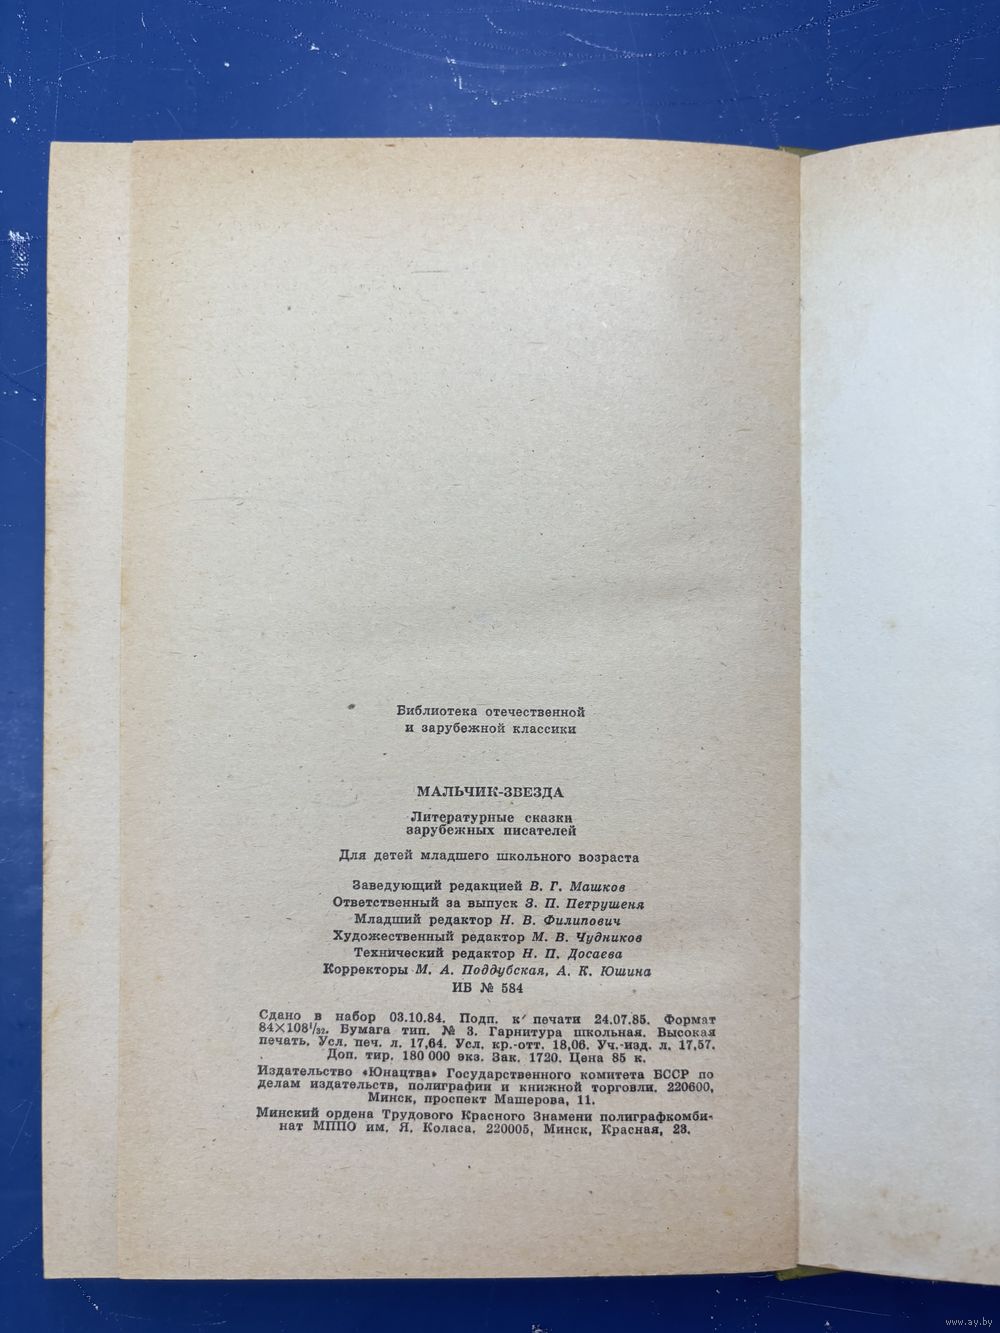 Библиотека отечественной
и зарубежной классики
МАЛЬЧИК-ЗВЕЗДА
Литературные сказки
зарубежных писателей
Для детей младшего школьного возраста
Заведующий редакцией В. Г. Машков
Ответственный за выпуск З. П. Петрушеня
Младший редактор Н. В. Филипович
Художественный редактор М. В. Чудников
Технический редактор Н. П. Досаева
Корректоры М. А. Поддубская, А. К. Юшина
ИБ № 584
Сдано в набор 03.10.84. Подп. к печати 24.07.85. Формат
84×108¹/₃₂. Бумага тип. № 3. Гарнитура школьная. Высокая
печать. Усл. печ. л. 17,64. Усл. кр.-отт. 18,06. Уч.-изд. л. 17,57.
Доп. тир. 180 000 экз. Зак. 1720. Цена 85 к.
Издательство «Юнацтва» Государственного комитета БССР по
делам издательств, полиграфии и книжной торговли. 220600,
Минск, проспект Машерова, 11.
Минский ордена Трудового Красного Знамени полиграфкомби-
нат МППО им. Я. Коласа. 220005, Минск, Красная, 23.
www.ay.by